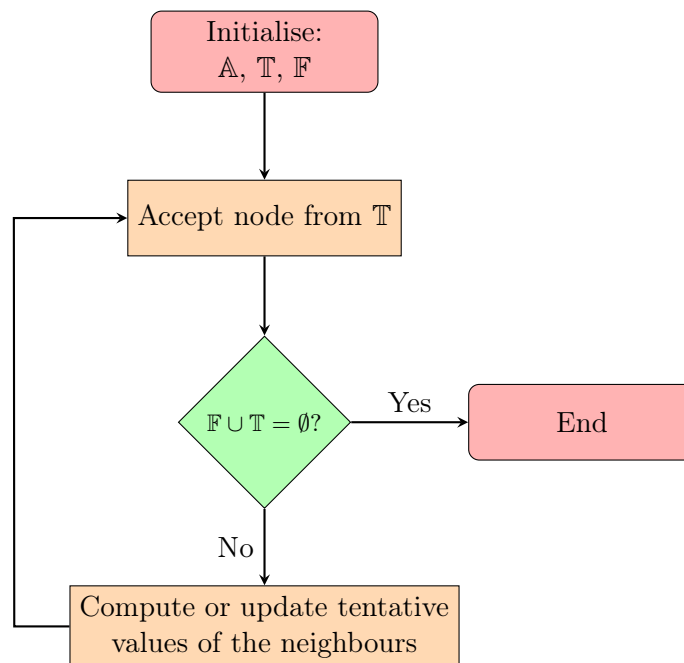 Initialise:
𝔸, 𝕋, 𝔽
Accept node from 𝕋
𝔽 ∪ 𝕋 = ∅?
Yes
End
No
Compute or update tentative
values of the neighbours